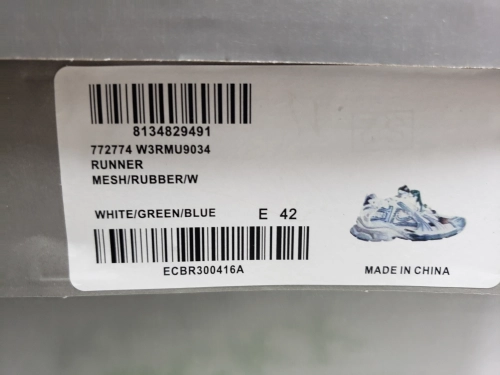 8134829491
772774 W3RMU9034
RUNNER
MESH/RUBBER/W
WHITE/GREEN/BLUE E 42
ECBR300416A
MADE IN CHINA